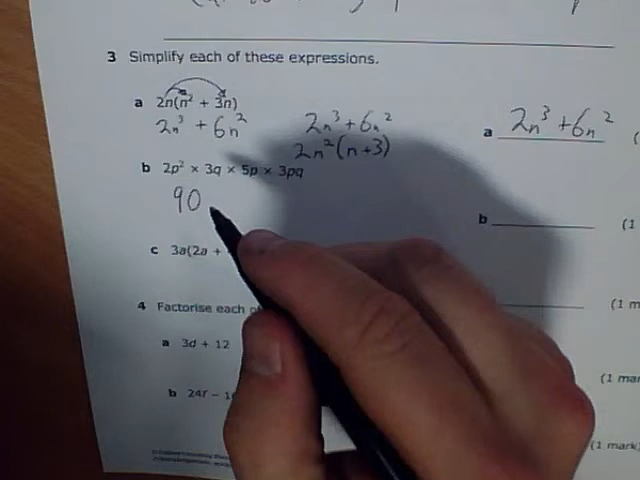 3 Simplify each of these expressions.
a 2n(n² + 3n)
2n³ + 6n²
2n³ + 6n²
2n²(n+3)
a 2n³ + 6n² (
b 2p² × 3q × 5p × 3pq
90
b (1
c 3a(2a +
(1 m
4 Factorise each
a 3d + 12
(1 mar
b 24f -
(1 mark)